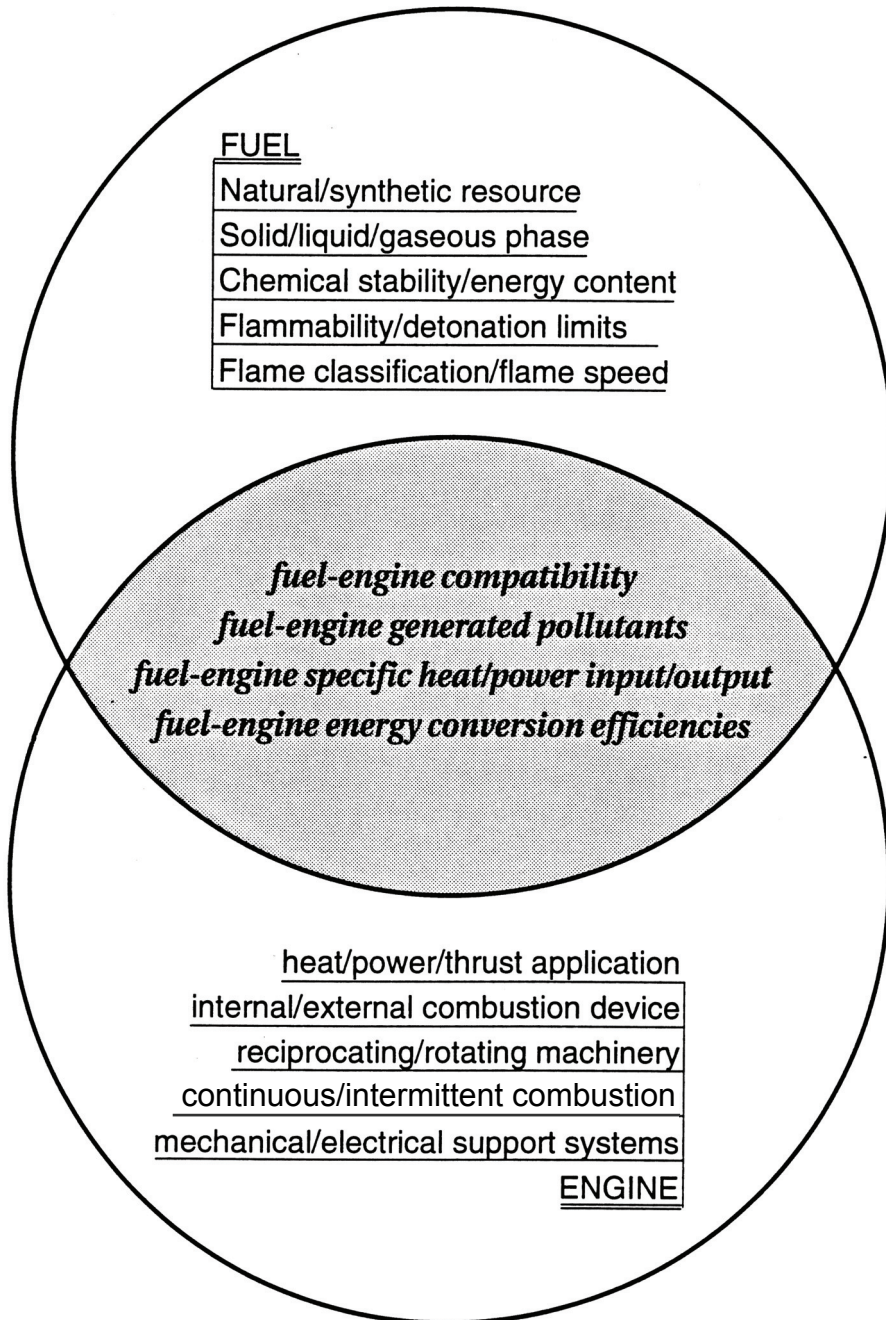 FUEL
Natural/synthetic resource
Solid/liquid/gaseous phase
Chemical stability/energy content
Flammability/detonation limits
Flame classification/flame speed
fuel-engine compatibility
fuel-engine generated pollutants
fuel-engine specific heat/power input/output
fuel-engine energy conversion efficiencies
heat/power/thrust application
internal/external combustion device
reciprocating/rotating machinery
continuous/intermittent combustion
mechanical/electrical support systems
ENGINE